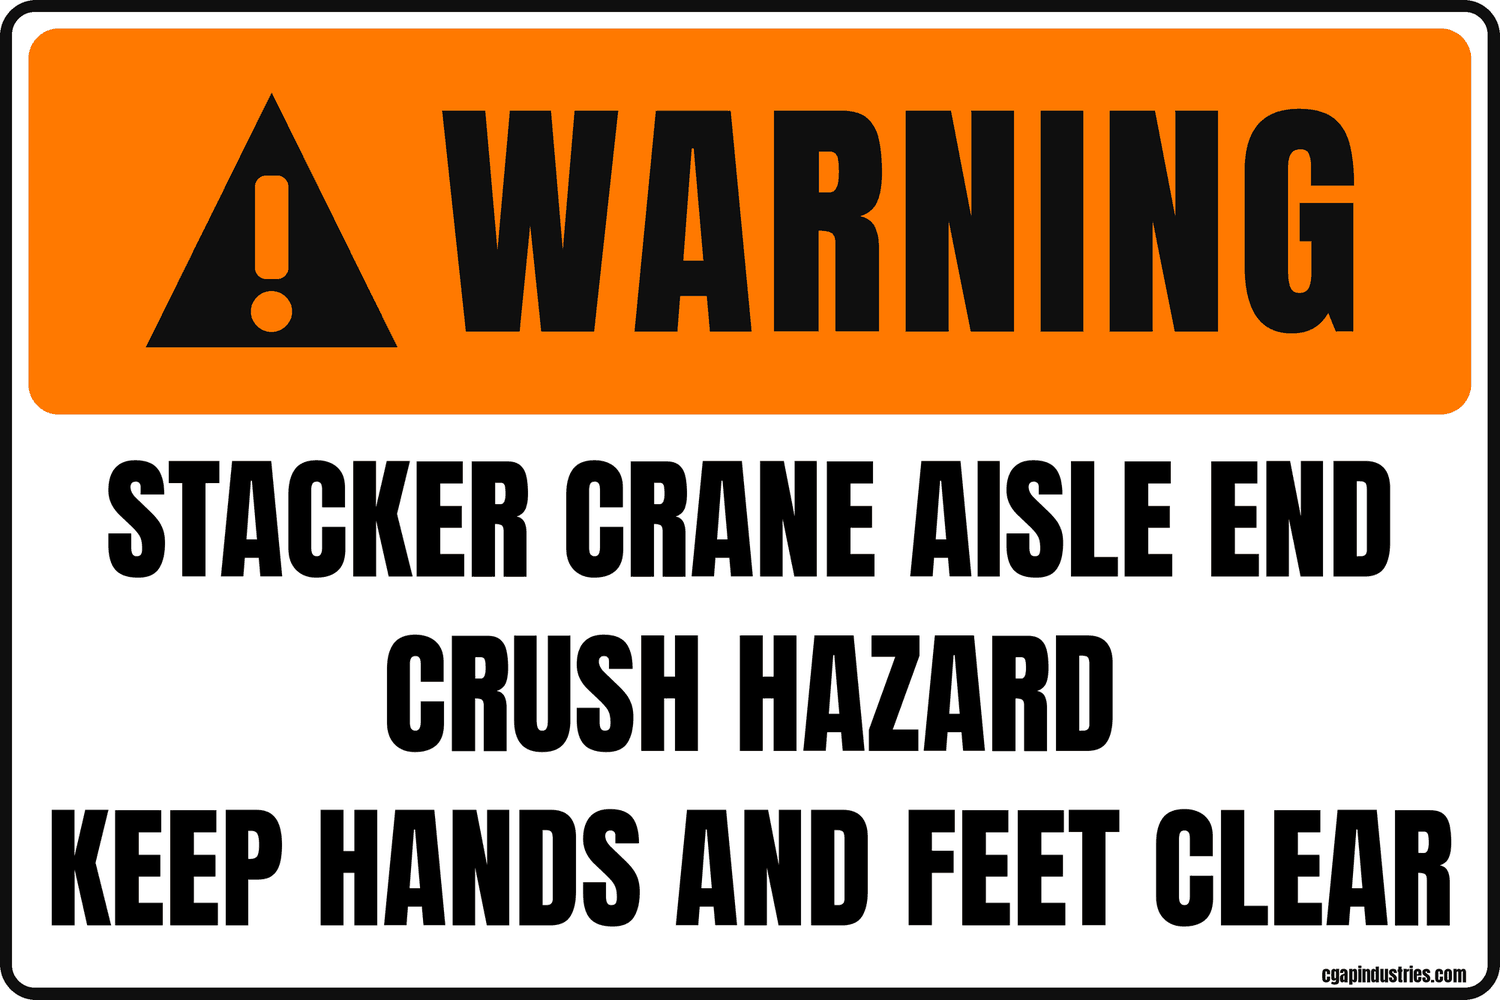 WARNING
STACKER CRANE AISLE END
CRUSH HAZARD
KEEP HANDS AND FEET CLEAR
cgapindustries.com